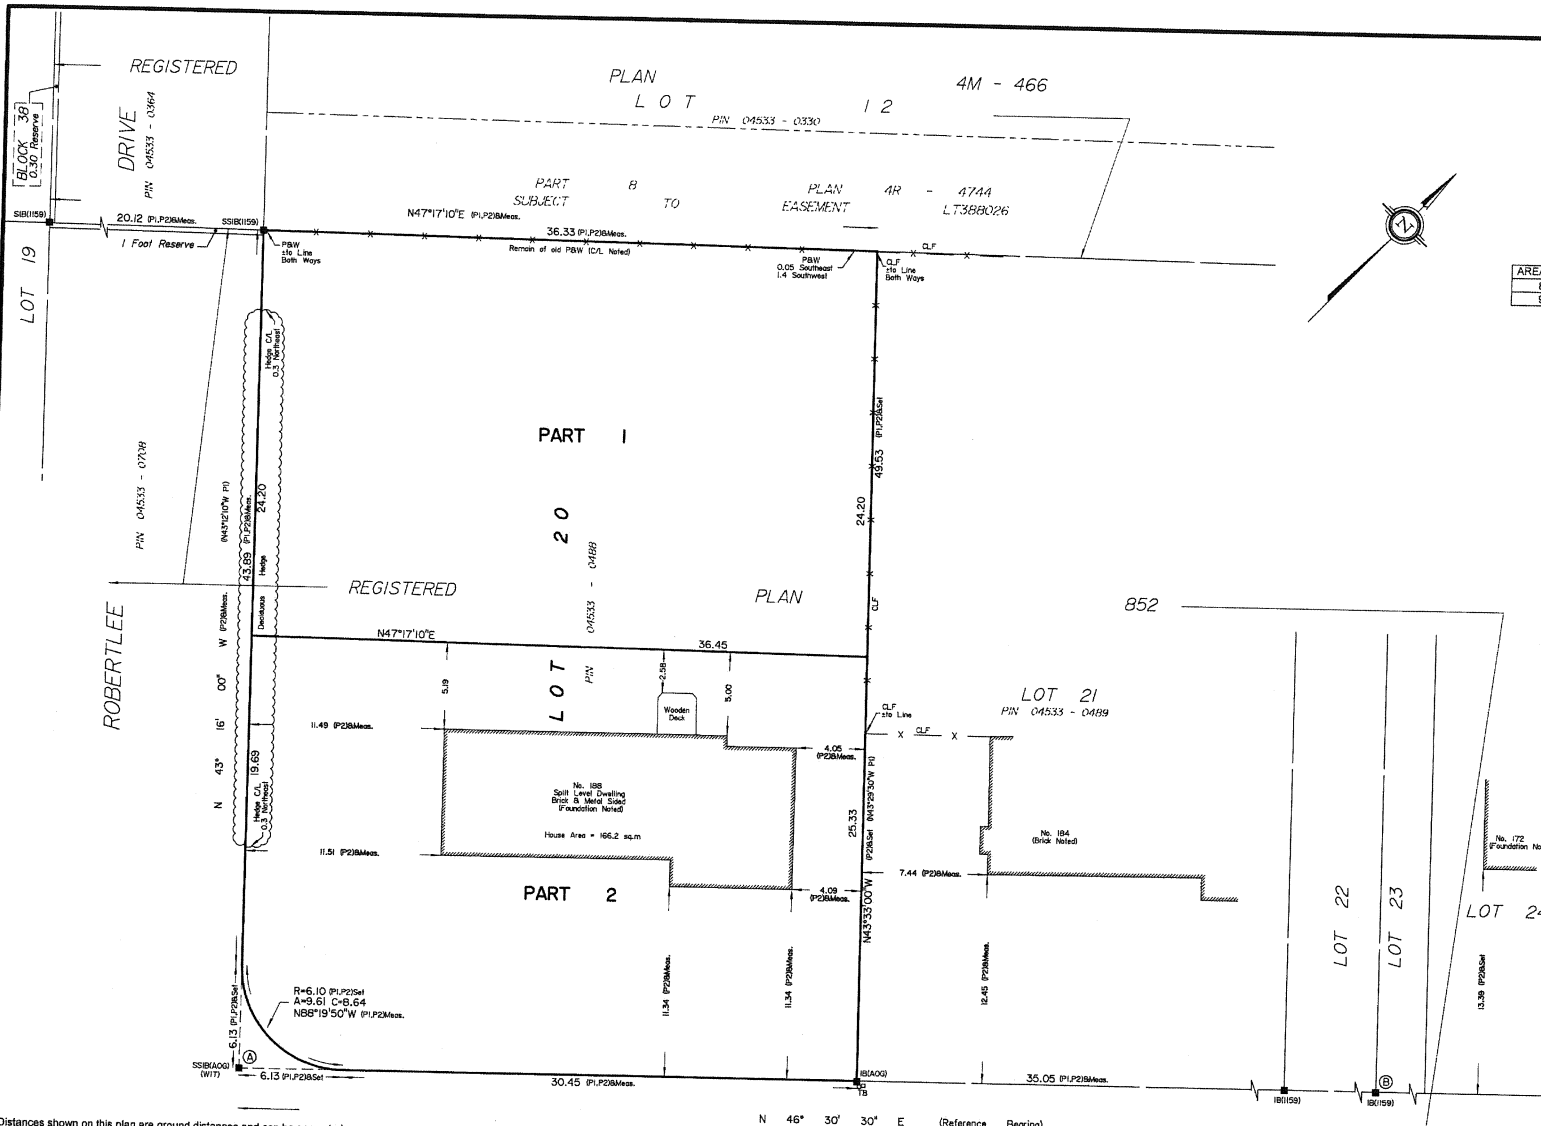 REGISTERED
PLAN
4M - 466
LOT 12
PIN 04533 - 0330
BLOCK 38
0.30 Reserve
DRIVE
PIN 04533 - 0364
PART 8 PLAN 4R - 4744
SUBJECT TO EASEMENT LT388026
SIB(1159)
20.12 (P1,P2)&Meas.
SSIB(1159)
N47°17'10"E (P1,P2)&Meas.
36.33 (P1,P2)&Meas.
1 Foot Reserve
P&W
±to Line
Both Ways
Remain of old P&W (C/L Noted)
P&W
0.05 Southeast
1.4 Southwest
CLF
±to Line
Both Ways
CLF
N
LOT 19
Hedge C/L
0.3 Northeast
PART 1
49.53 (P1,P2)&Set
24.20
24.20
43.89 (P1,P2)&Meas.
(N43°12'10"W P1)
PIN 04533 - 0708
Deciduous Hedge
LOT 20
PIN 04533 - 0488
CLF
REGISTERED
PLAN
852
ROBERTLEE
N 43° 16' 00" W (P2)&Meas.
N47°17'10"E
36.45
5.19
2.58
5.00
Wooden
Deck
LOT 21
PIN 04533 - 0489
CLF
±to Line
CLF
11.49 (P2)&Meas.
4.05
(P2)&Meas.
19.69
Hedge C/L
0.3 Northeast
No. 188
Split Level Dwelling
Brick & Metal Sided
(Foundation Noted)
House Area = 166.2 sq.m
25.33
N43°33'00"W (P2)&Set (N43°29'30"W P1)
No. 184
(Brick Noted)
No. 172
11.51 (P2)&Meas.
PART 2
4.09
(P2)&Meas.
7.44 (P2)&Meas.
LOT 22
LOT 23
LOT
11.34 (P2)&Meas.
11.34 (P2)&Meas.
12.45 (P2)&Meas.
13.39 (P2)&Set
R=6.10 (P1,P2)Set
A=9.61 C=8.64
N88°19'50"W (P1,P2)Meas.
6.13 (P1,P2)&Set
A
SSIB(AOG)
(WIT)
6.13 (P1,P2)&Set
30.45 (P1,P2)&Meas.
IB(AOG)
TB
35.05 (P1,P2)&Meas.
IB(1159)
B
IB(1159)
N 46° 30' 30" E (Reference Bearing)
Distances shown on this plan are ground distances and can be